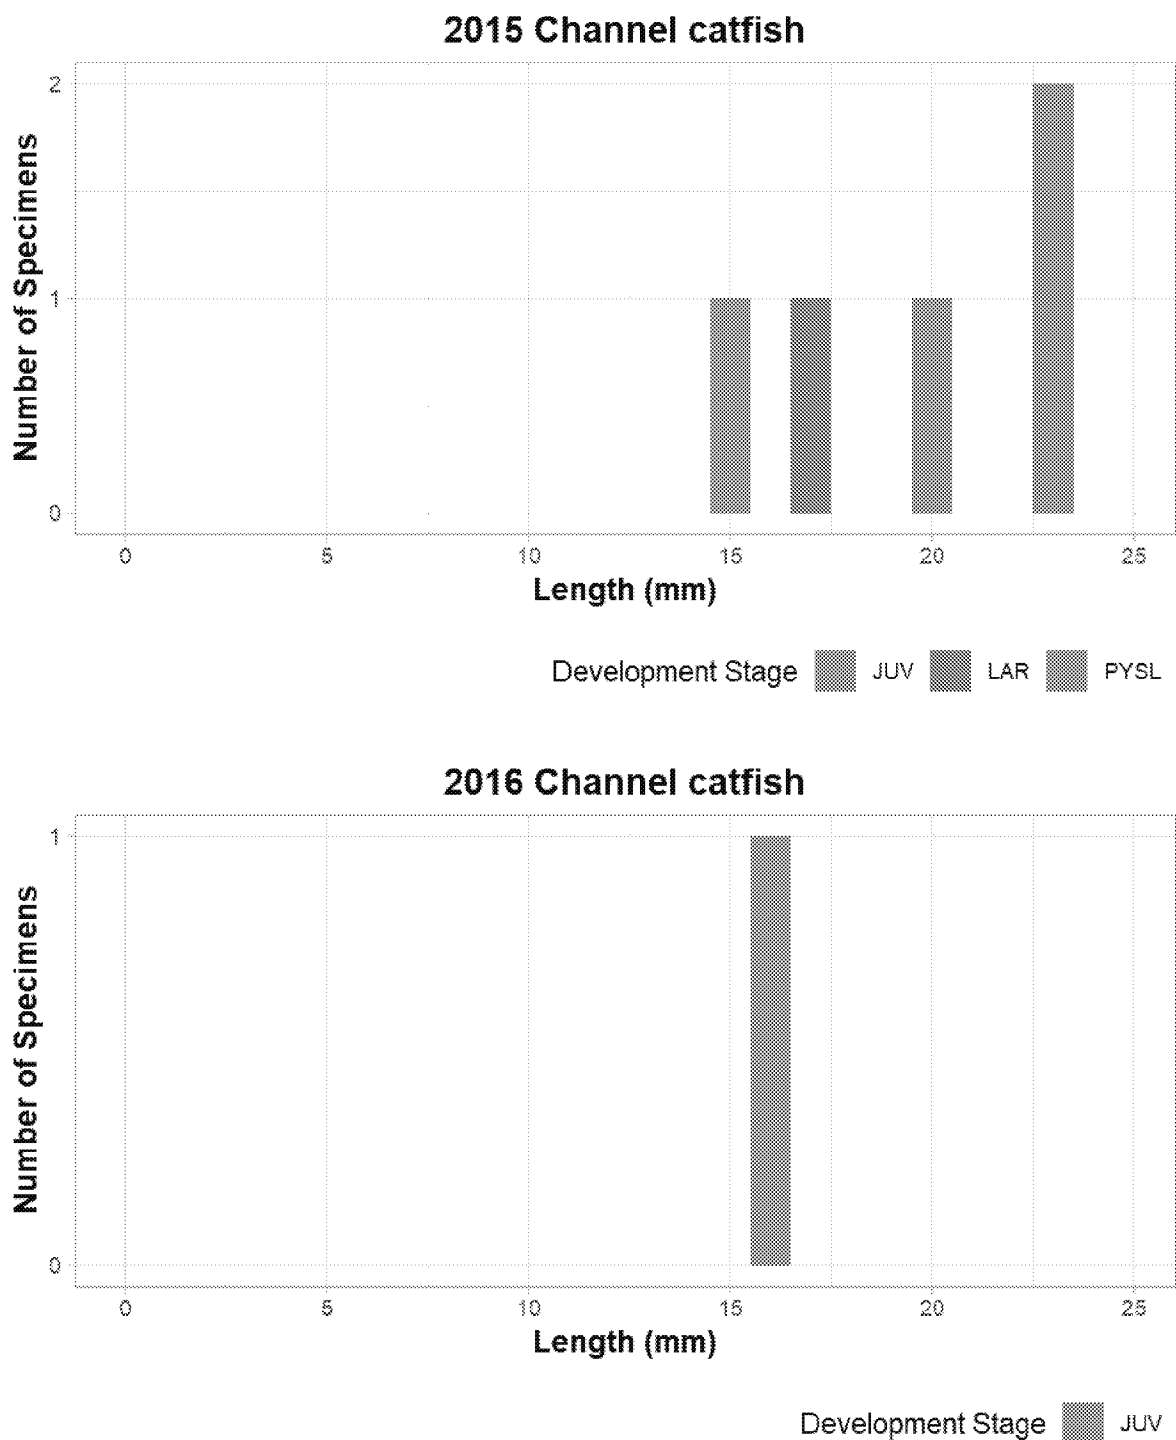 2015 Channel catfish
Number of Specimens
2
1
0
0 5 10 15 20 25
Length (mm)
Development Stage JUV LAR PYSL
2016 Channel catfish
Number of Specimens
1
0
0 5 10 15 20 25
Length (mm)
Development Stage JUV